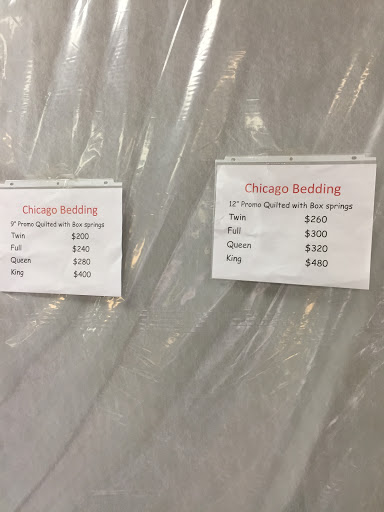 Chicago Bedding
9" Promo Quilted with Box springs
Twin $200
Full $240
Queen $280
King $400
Chicago Bedding
12" Promo Quilted with Box springs
Twin $260
Full $300
Queen $320
King $480